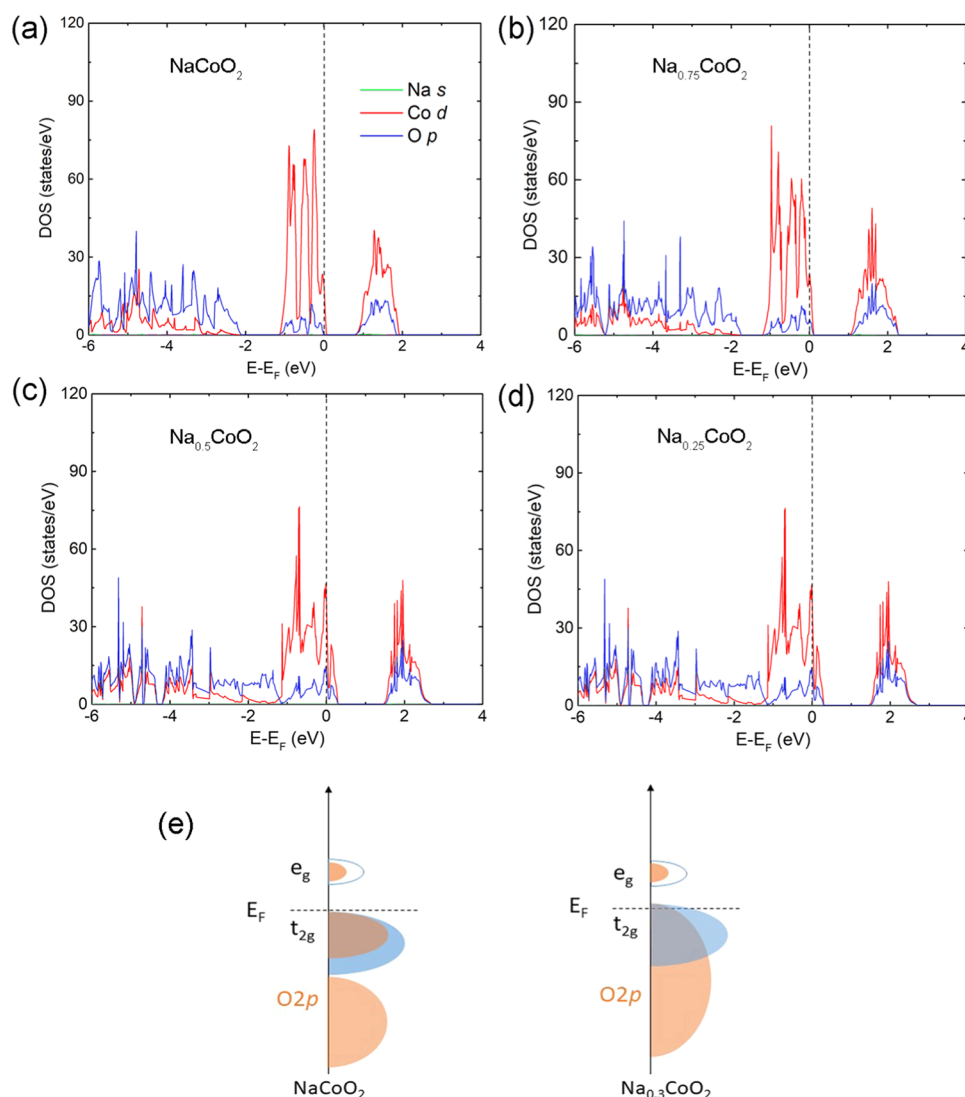 (a)
NaCoO2
Na s
Co d
O p
DOS (states/eV)
120
90
60
30
0
-6 -4 -2 0 2 4
E-EF (eV)
(b)
Na0.75CoO2
DOS (states/eV)
120
90
60
30
0
-6 -4 -2 0 2 4
E-EF (eV)
(c)
Na0.5CoO2
DOS (states/eV)
120
90
60
30
0
-6 -4 -2 0 2 4
E-EF (eV)
(d)
Na0.25CoO2
DOS (states/eV)
120
90
60
30
0
-6 -4 -2 0 2 4
E-EF (eV)
(e)
eg
EF
t2g
O2p
NaCoO2
eg
EF
t2g
O2p
Na0.3CoO2